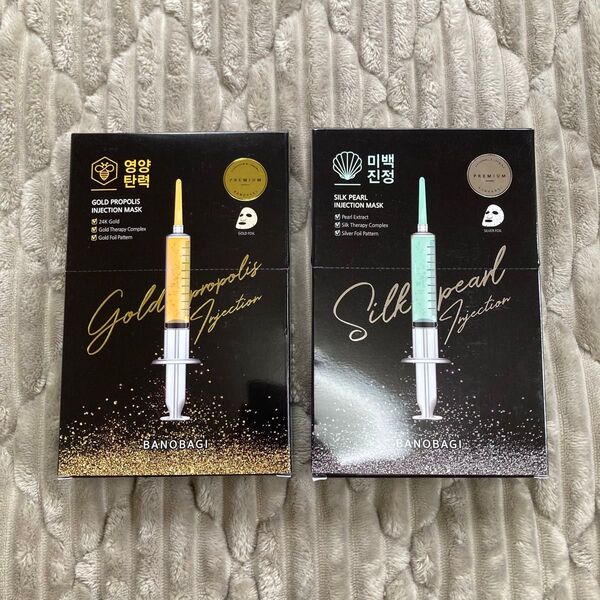 영양
탄력
GOLD PROPOLIS
INJECTION MASK
24K Gold
Gold Therapy Complex
Gold Foil Pattern
PREMIUM
BANOBAGI
GOLD FOIL
Gold propolis
Injection
BANOBAGI
미백
진정
SILK PEARL
INJECTION MASK
Pearl Extract
Silk Therapy Complex
Silver Foil Pattern
PREMIUM
BANOBAGI
SILVER FOIL
Silk pearl
Injection
BANOBAGI